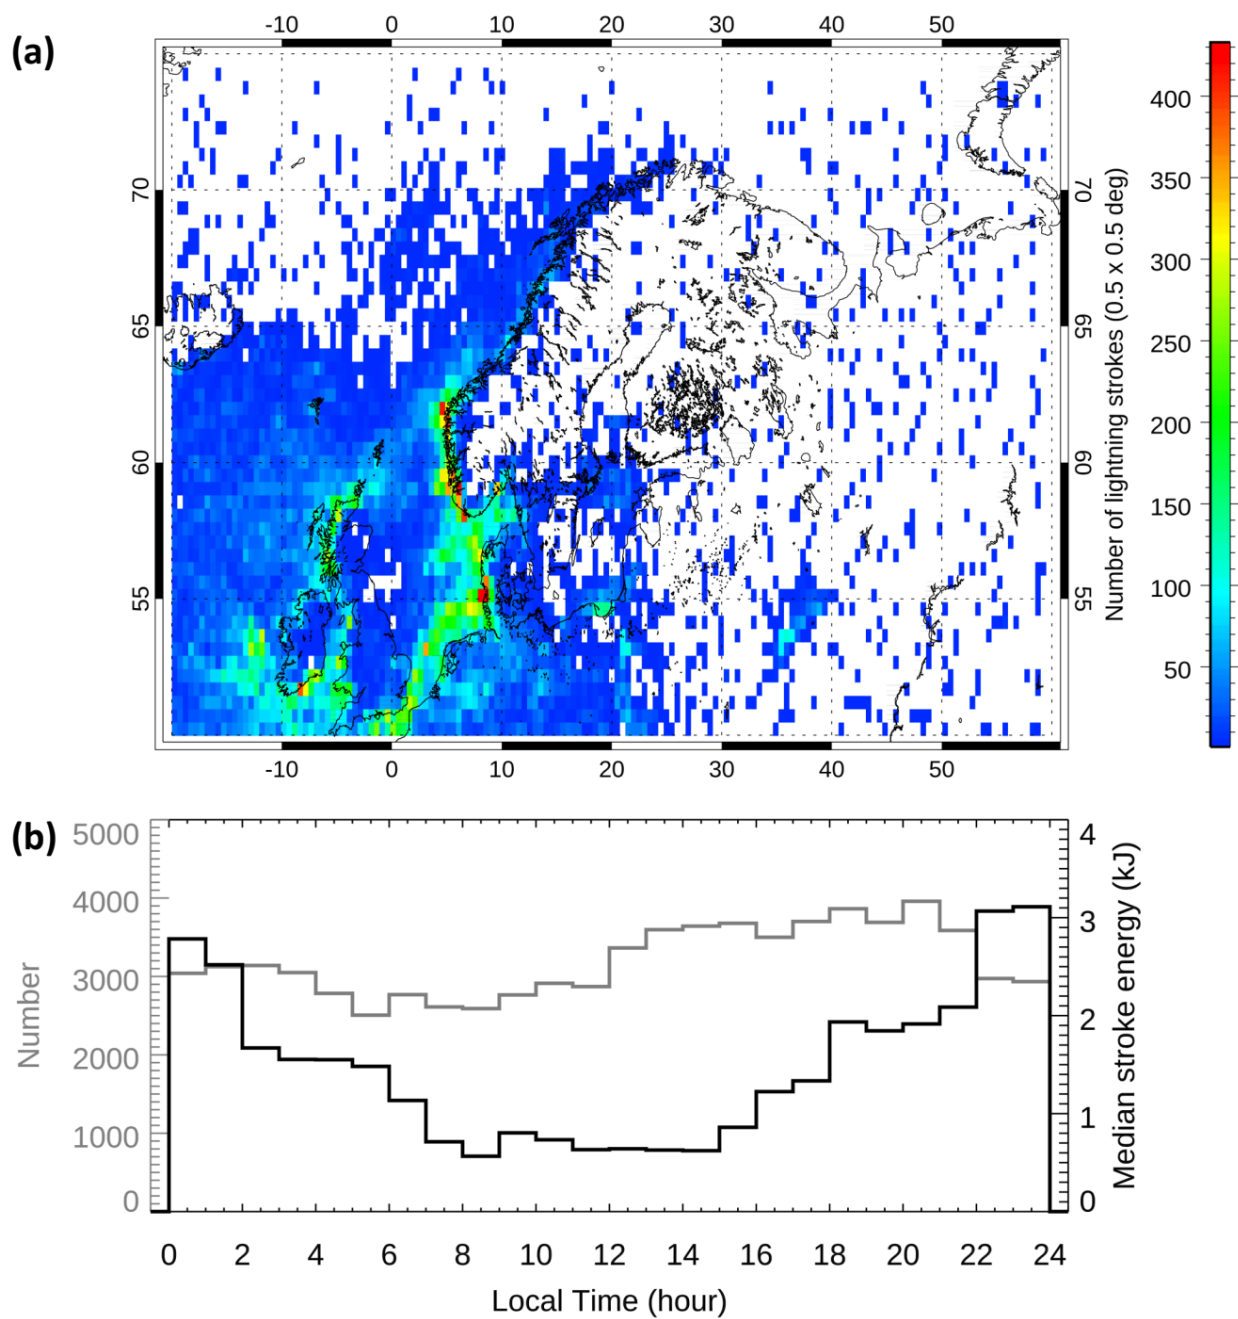 (a)
-10 0 10 20 30 40 50
70 65 60 55
70 65 60 55
-10 0 10 20 30 40 50
Number of lightning strokes (0.5 x 0.5 deg)
400
350
300
250
200
150
100
50
(b)
5000
4000
3000
2000
1000
0
Number
4
3
2
1
0
Median stroke energy (kJ)
0 2 4 6 8 10 12 14 16 18 20 22 24
Local Time (hour)